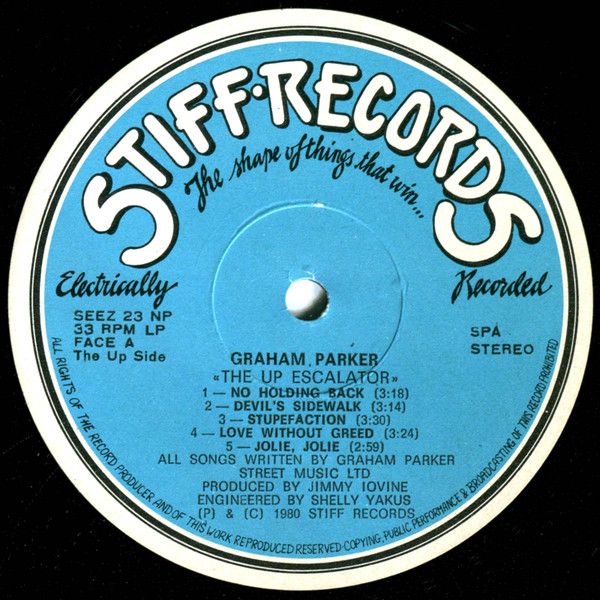 STIFF·RECORDS
The shape of things that win...
Electrically
Recorded
SEEZ 23 NP
33 RPM LP
FACE A
The Up Side
SPA
STEREO
GRAHAM PARKER
«THE UP ESCALATOR»
1 — NO HOLDING BACK (3:18)
2 — DEVIL'S SIDEWALK (3:14)
3 — STUPEFACTION (3:30)
4 — LOVE WITHOUT GREED (3:24)
5 — JOLIE, JOLIE (2:59)
ALL SONGS WRITTEN BY GRAHAM PARKER
STREET MUSIC LTD
PRODUCED BY JIMMY IOVINE
ENGINEERED BY SHELLY YAKUS
(P) & (C) 1980 STIFF RECORDS
ALL RIGHTS OF THE RECORD PRODUCER AND OF THIS WORK REPRODUCED RESERVED-COPYING, PUBLIC PERFORMANCE & BROADCASTING OF THIS RECORD PROHIBITED